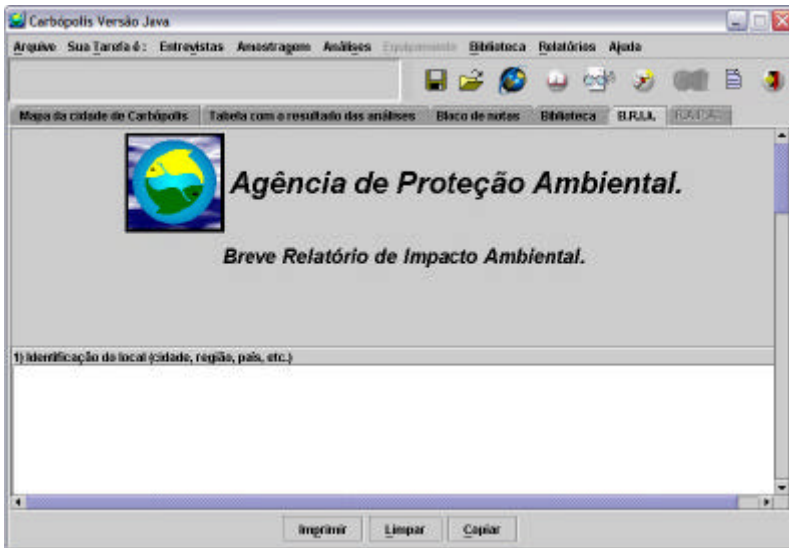 Carbópolis Versão Java
Arquivo Sua Tarefa é: Entrevistas Amostragem Análises Equipamento Biblioteca Relatórios Ajuda
Mapa da cidade de Carbópolis Tabela com o resultado das análises Bloco de notas Biblioteca B.R.I.A.
Agência de Proteção Ambiental.
Breve Relatório de Impacto Ambiental.
1) Identificação do local (cidade, região, país, etc.)
Imprimir Limpar Copiar